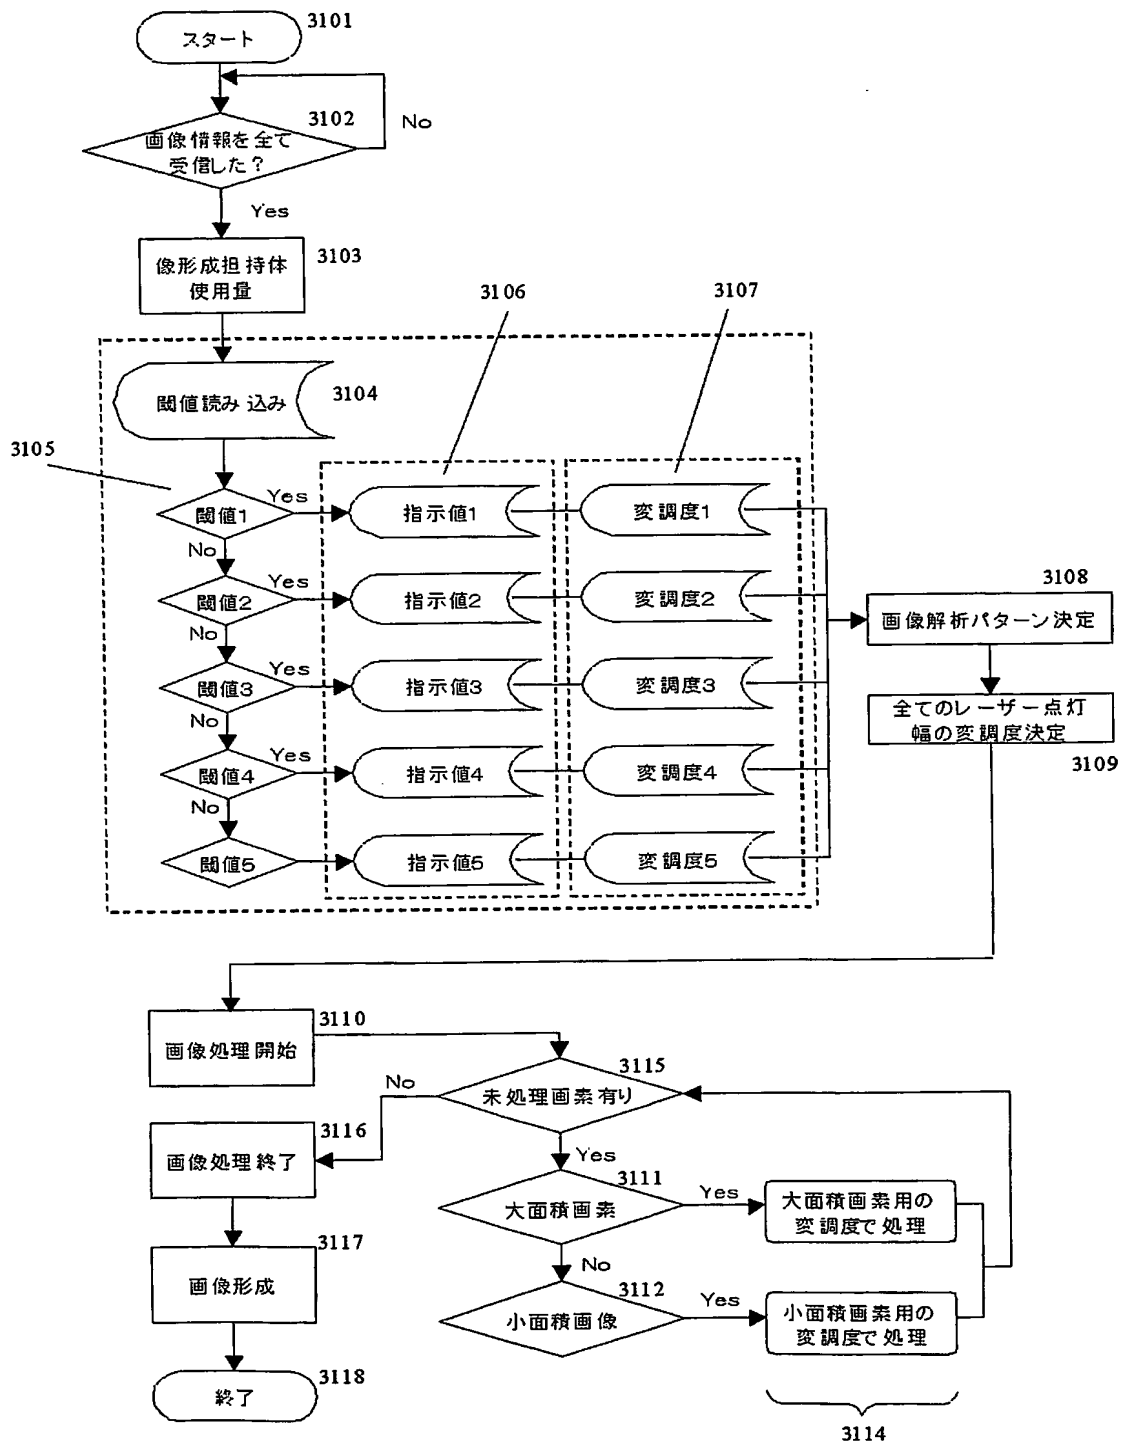 3101
スタート
3102
No
画像情報を全て
受信した?
Yes
3103
像形成担持体
使用量
3106
3107
3104
閾値読み込み
3105
Yes
閾値1
指示値1
変調度1
No
Yes
閾値2
指示値2
変調度2
No
3108
画像解析パターン決定
Yes
閾値3
指示値3
変調度3
No
全てのレーザー点灯
幅の変調度決定
3109
Yes
閾値4
指示値4
変調度4
No
閾値5
指示値5
変調度5
3110
画像処理開始
3115
No
未処理画素有り
3116
画像処理終了
Yes
3111
大面積画素
Yes
大面積画素用の
変調度で処理
3117
画像形成
No
3112
小面積画像
Yes
小面積画素用の
変調度で処理
3118
終了
3114